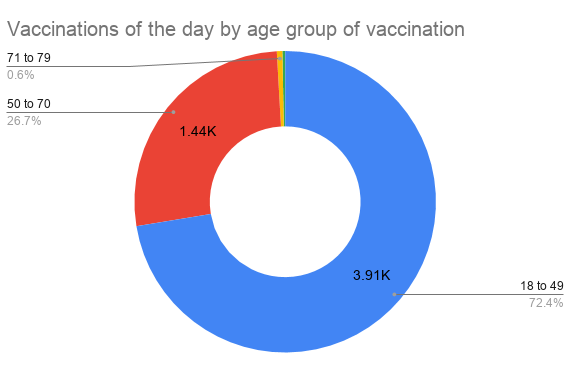 Vaccinations of the day by age group of vaccination
71 to 79
0.6%
50 to 70
26.7%
1.44K
3.91K
18 to 49
72.4%